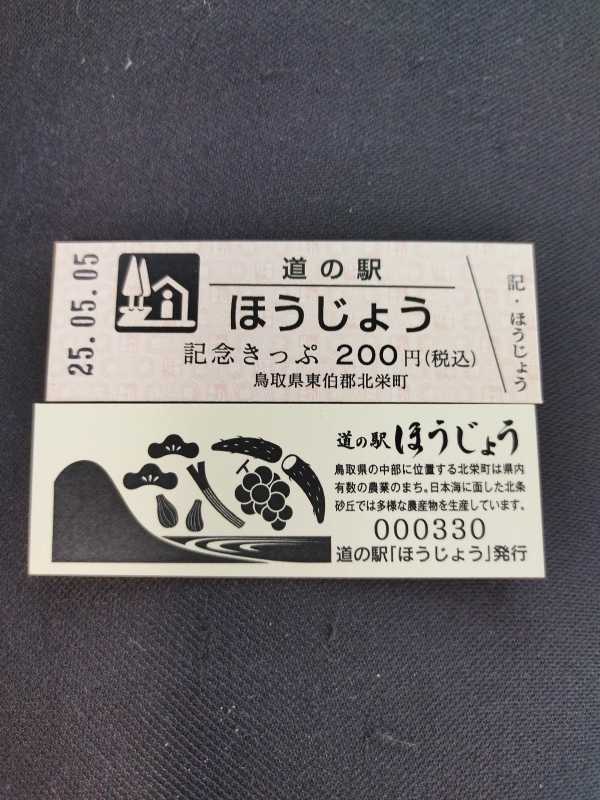 25.05.05
道の駅
ほうじょう
記念きっぷ 200円(税込)
鳥取県東伯郡北栄町
記・ほうじょう
道の駅ほうじょう
鳥取県の中部に位置する北栄町は県内
有数の農業のまち。日本海に面した北条
砂丘では多様な農産物を生産しています。
000330
道の駅「ほうじょう」発行